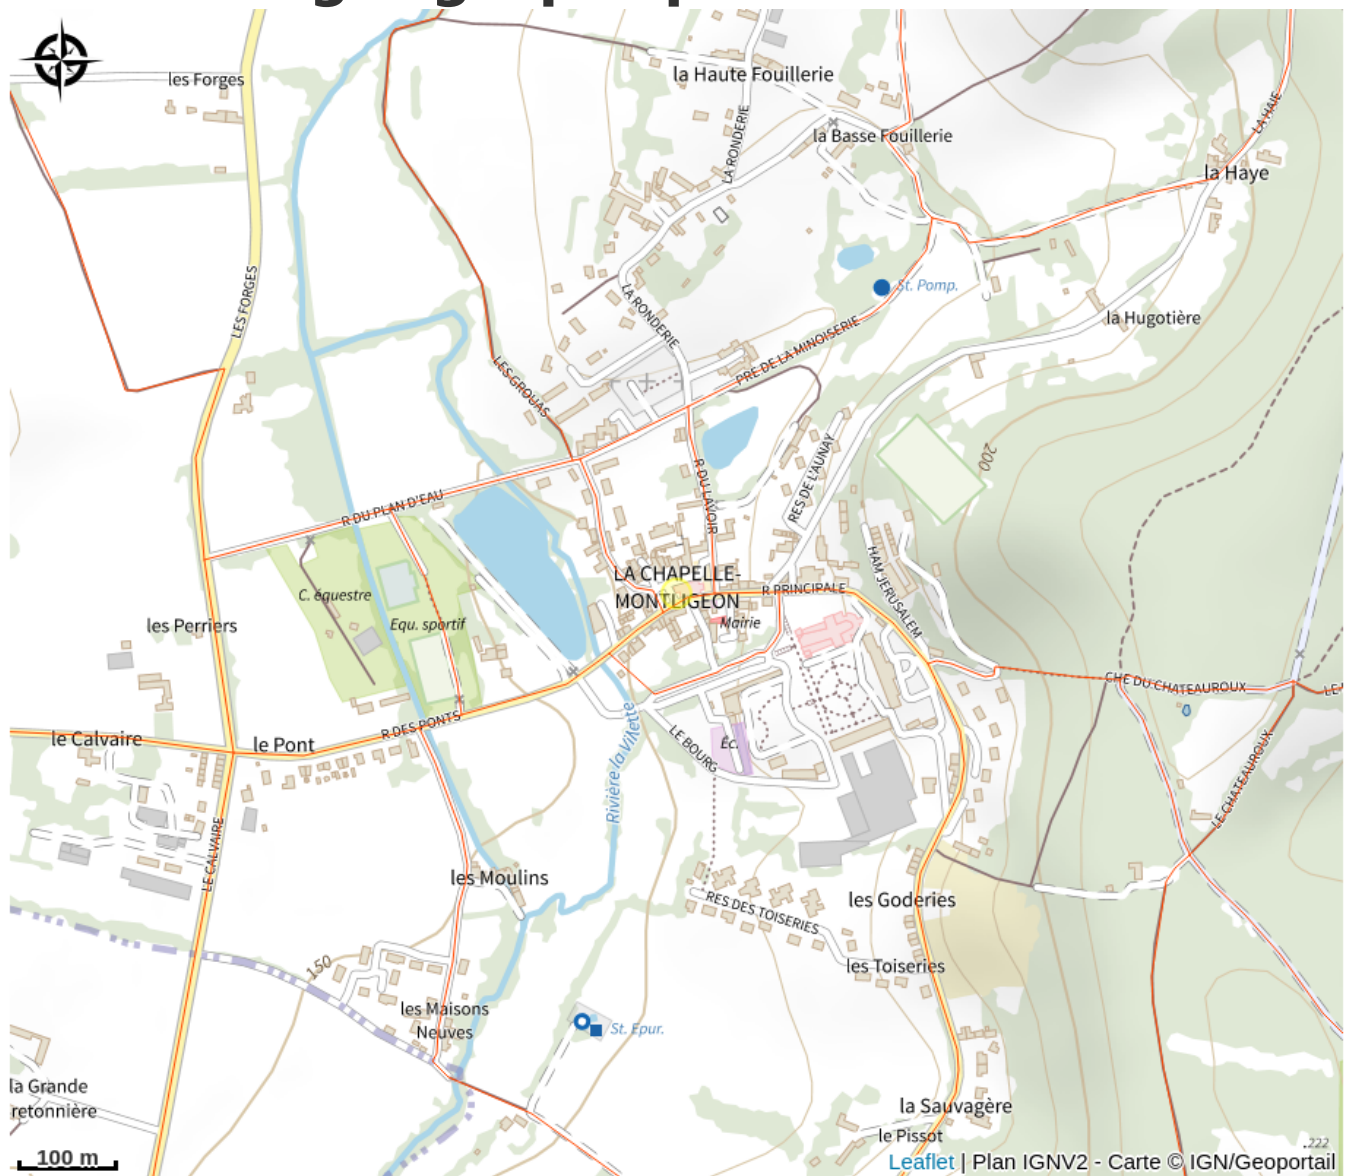 les Forges
la Haute Fouillerie
LA RONDERIE
la Basse Fouillerie
LA HAIE
la Haye
LES FORGES
LA RONDERIE
St. Pomp.
la Hugotière
PRE DE LA MINOISERIE
LES GROUAS
200
R DU LAVOIR
RES DE L'AUNAY
R DU PLAN D'EAU
HAM JERUSALEM
LA CHAPELLE-
MONTLIGEON
R PRINCIPALE
Mairie
C. équestre
Equ. sportif
les Perriers
CHE DU CHATEAUROUX
R DES PONTS
le Calvaire
le Pont
LE BOURG
Éc.
Rivière la Villette
LE CHATEAUROUX
LE CALVAIRE
les Moulins
RES DES TOISERIES
les Goderies
les Toiseries
150
les Maisons
Neuves
St. Epur.
la Grande
retonnière
la Sauvagère
le Pissot
222
100 m
Leaflet | Plan IGNV2 - Carte © IGN/Geoportail